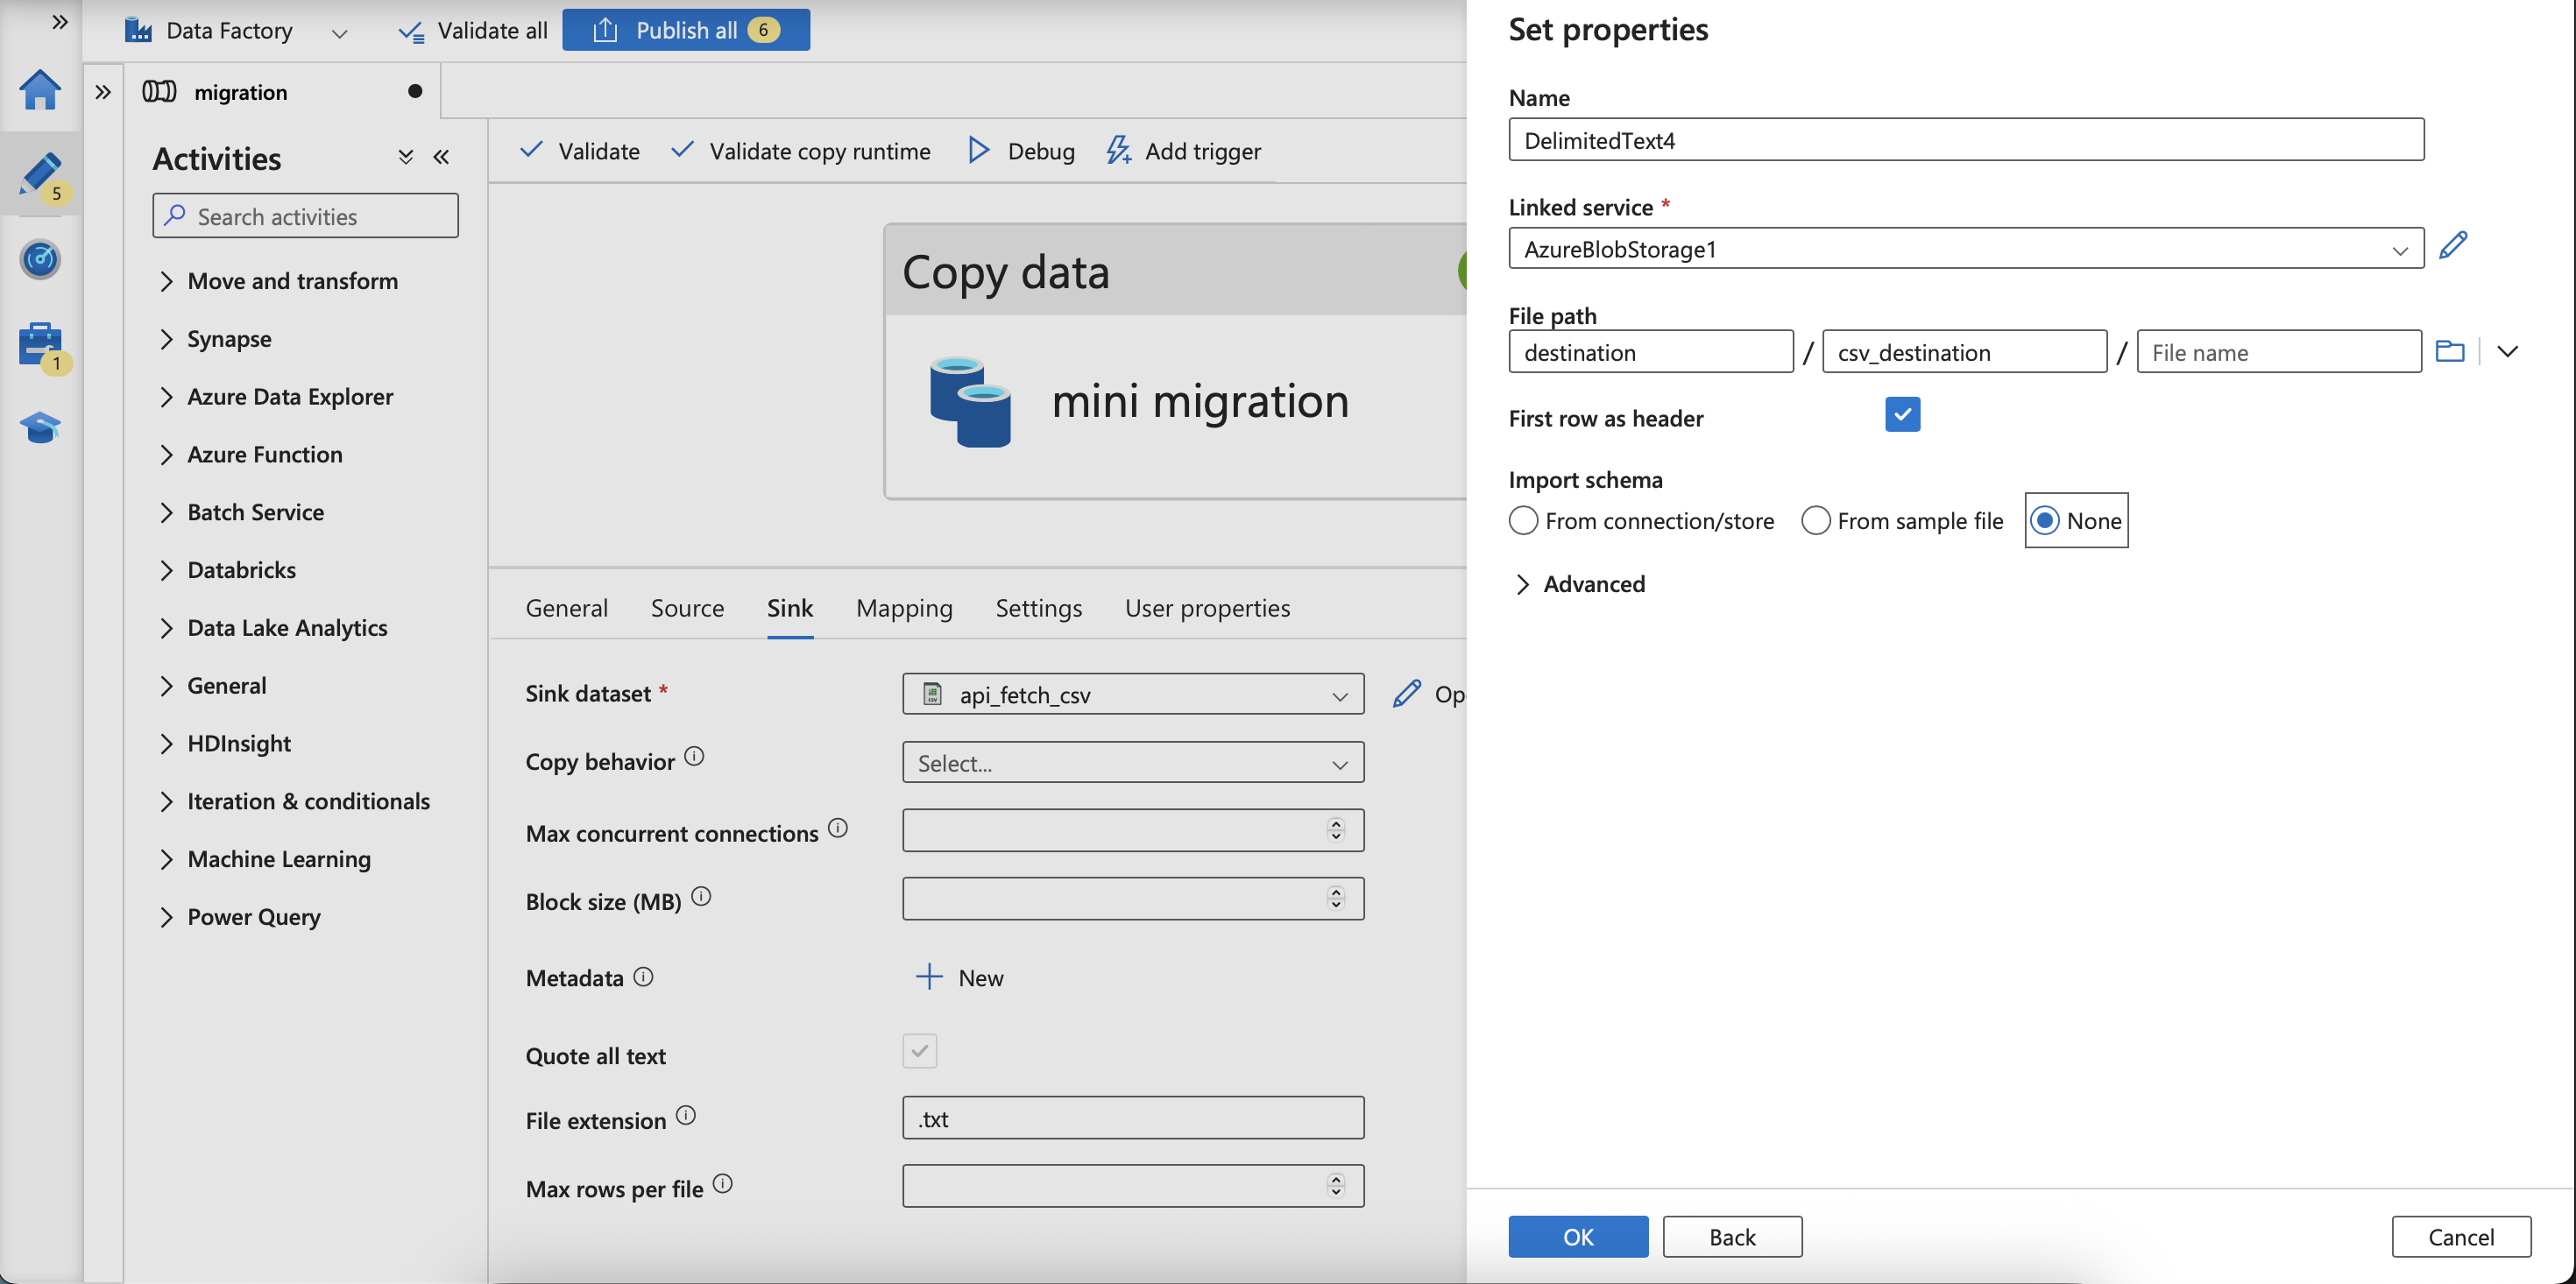 Data Factory
Validate all
Publish all 6
migration
5
1
Activities
Search activities
Move and transform
Synapse
Azure Data Explorer
Azure Function
Batch Service
Databricks
Data Lake Analytics
General
HDInsight
Iteration & conditionals
Machine Learning
Power Query
Validate
Validate copy runtime
Debug
Add trigger
Copy data
mini migration
General
Source
Sink
Mapping
Settings
User properties
Sink dataset *
api_fetch_csv
Op
Copy behavior
Select...
Max concurrent connections
Block size (MB)
Metadata
New
Quote all text
File extension
.txt
Max rows per file
Set properties
Name
DelimitedText4
Linked service *
AzureBlobStorage1
File path
destination / csv_destination / File name
First row as header
Import schema
From connection/store
From sample file
None
Advanced
OK
Back
Cancel